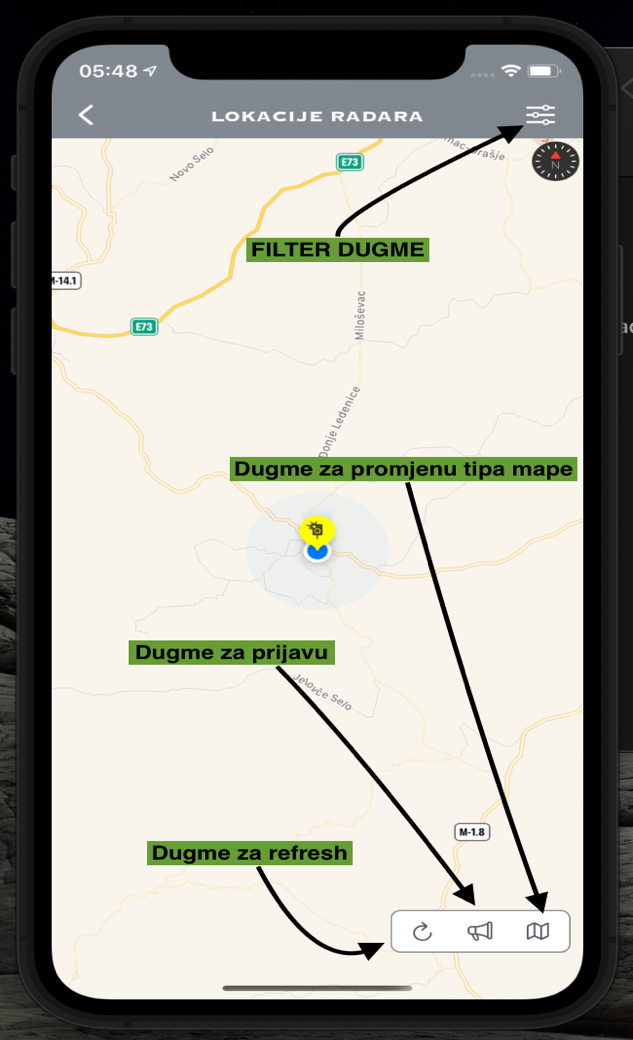 05:48
LOKACIJE RADARA
Novo Selo
E73
N
FILTER DUGME
M-14.1
E73
Miloševac
Donje Ledenice
Dugme za promjenu tipa mape
Dugme za prijavu
Jelovče Selo
M-1.8
Dugme za refresh